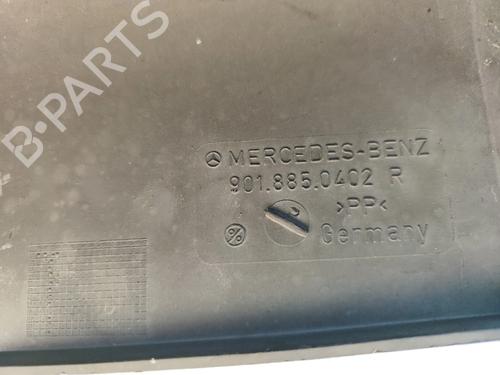 B-PARTS
MERCEDES-BENZ
901.885.0402 R
>PP<
Germany